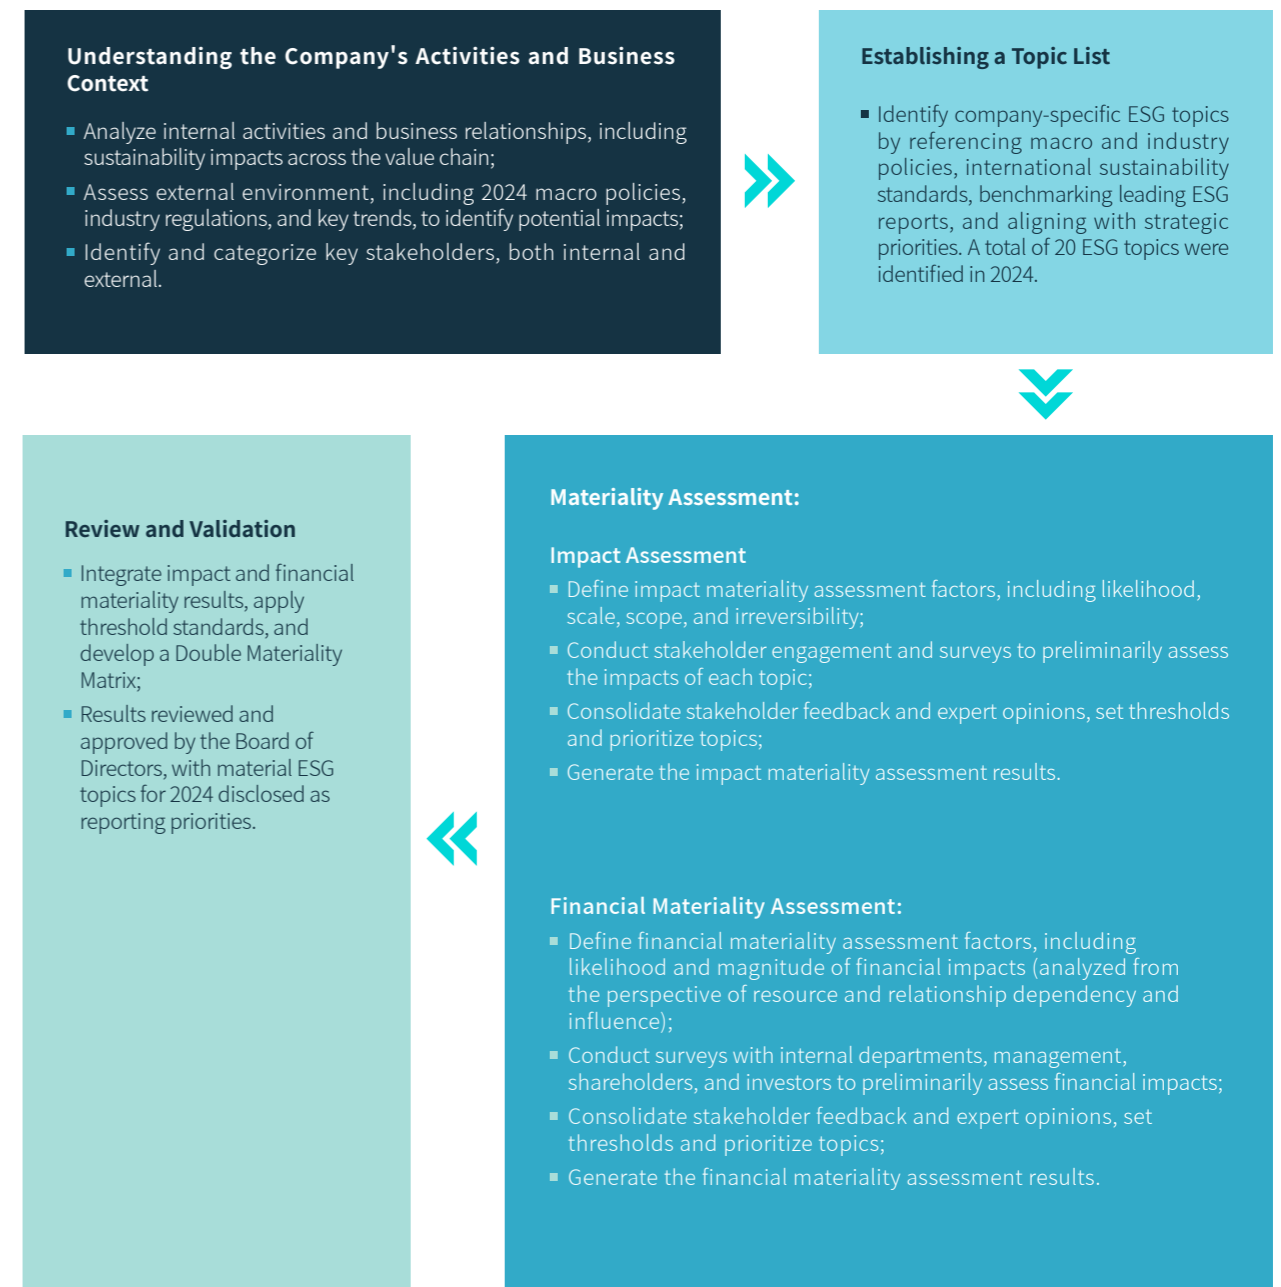 Understanding the Company's Activities and Business
Context
Analyze internal activities and business relationships, including
sustainability impacts across the value chain;
Assess external environment, including 2024 macro policies,
industry regulations, and key trends, to identify potential impacts;
Identify and categorize key stakeholders, both internal and
external.
Establishing a Topic List
Identify company-specific ESG topics
by referencing macro and industry
policies, international sustainability
standards, benchmarking leading ESG
reports, and aligning with strategic
priorities. A total of 20 ESG topics were
identified in 2024.
Materiality Assessment:
Impact Assessment
Define impact materiality assessment factors, including likelihood,
scale, scope, and irreversibility;
Conduct stakeholder engagement and surveys to preliminarily assess
the impacts of each topic;
Consolidate stakeholder feedback and expert opinions, set thresholds
and prioritize topics;
Generate the impact materiality assessment results.
Financial Materiality Assessment:
Define financial materiality assessment factors, including
likelihood and magnitude of financial impacts (analyzed from
the perspective of resource and relationship dependency and
influence);
Conduct surveys with internal departments, management,
shareholders, and investors to preliminarily assess financial impacts;
Consolidate stakeholder feedback and expert opinions, set
thresholds and prioritize topics;
Generate the financial materiality assessment results.
Review and Validation
Integrate impact and financial
materiality results, apply
threshold standards, and
develop a Double Materiality
Matrix;
Results reviewed and
approved by the Board of
Directors, with material ESG
topics for 2024 disclosed as
reporting priorities.